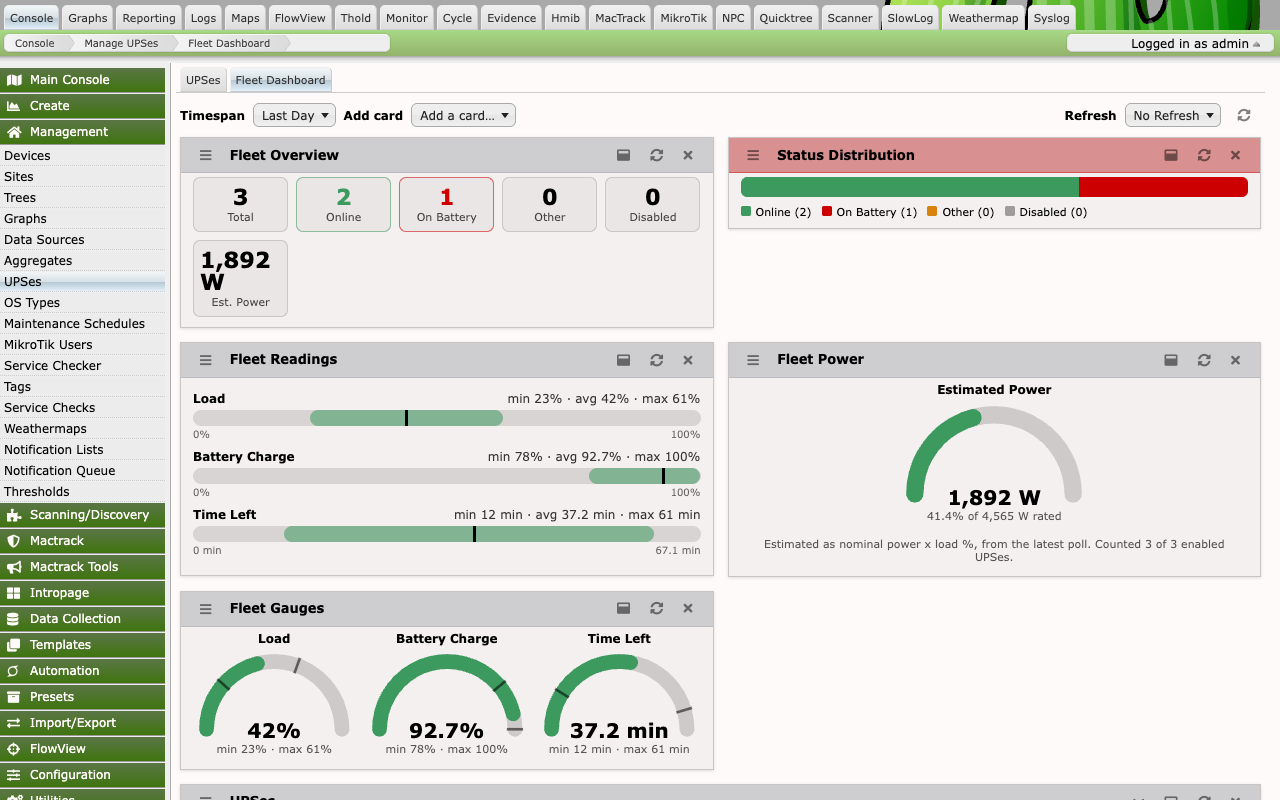 Console Graphs Reporting Logs Maps FlowView Thold Monitor Cycle Evidence Hmib MacTrack MikroTik NPC Quicktree Scanner SlowLog Weathermap Syslog
Console Manage UPSes Fleet Dashboard
Logged in as admin
Main Console
Create
Management
Devices
Sites
Trees
Graphs
Data Sources
Aggregates
UPSes
OS Types
Maintenance Schedules
MikroTik Users
Service Checker
Tags
Service Checks
Weathermaps
Notification Lists
Notification Queue
Thresholds
Scanning/Discovery
Mactrack
Mactrack Tools
Intropage
Data Collection
Templates
Automation
Presets
Import/Export
FlowView
Configuration
Utilities
UPSes Fleet Dashboard
Timespan Last Day Add card Add a card... Refresh No Refresh
Fleet Overview
3 2 1 0 0
Total Online On Battery Other Disabled
1,892
W
Est. Power
Status Distribution
Online (2) On Battery (1) Other (0) Disabled (0)
Fleet Readings
Load min 23% · avg 42% · max 61%
0% 100%
Battery Charge min 78% · avg 92.7% · max 100%
0% 100%
Time Left min 12 min · avg 37.2 min · max 61 min
0 min 67.1 min
Fleet Power
Estimated Power
1,892 W
41.4% of 4,565 W rated
Estimated as nominal power x load %, from the latest poll. Counted 3 of 3 enabled
UPSes.
Fleet Gauges
Load Battery Charge Time Left
42% 92.7% 37.2 min
min 23% · max 61% min 78% · max 100% min 12 min · max 61 min
UPSes